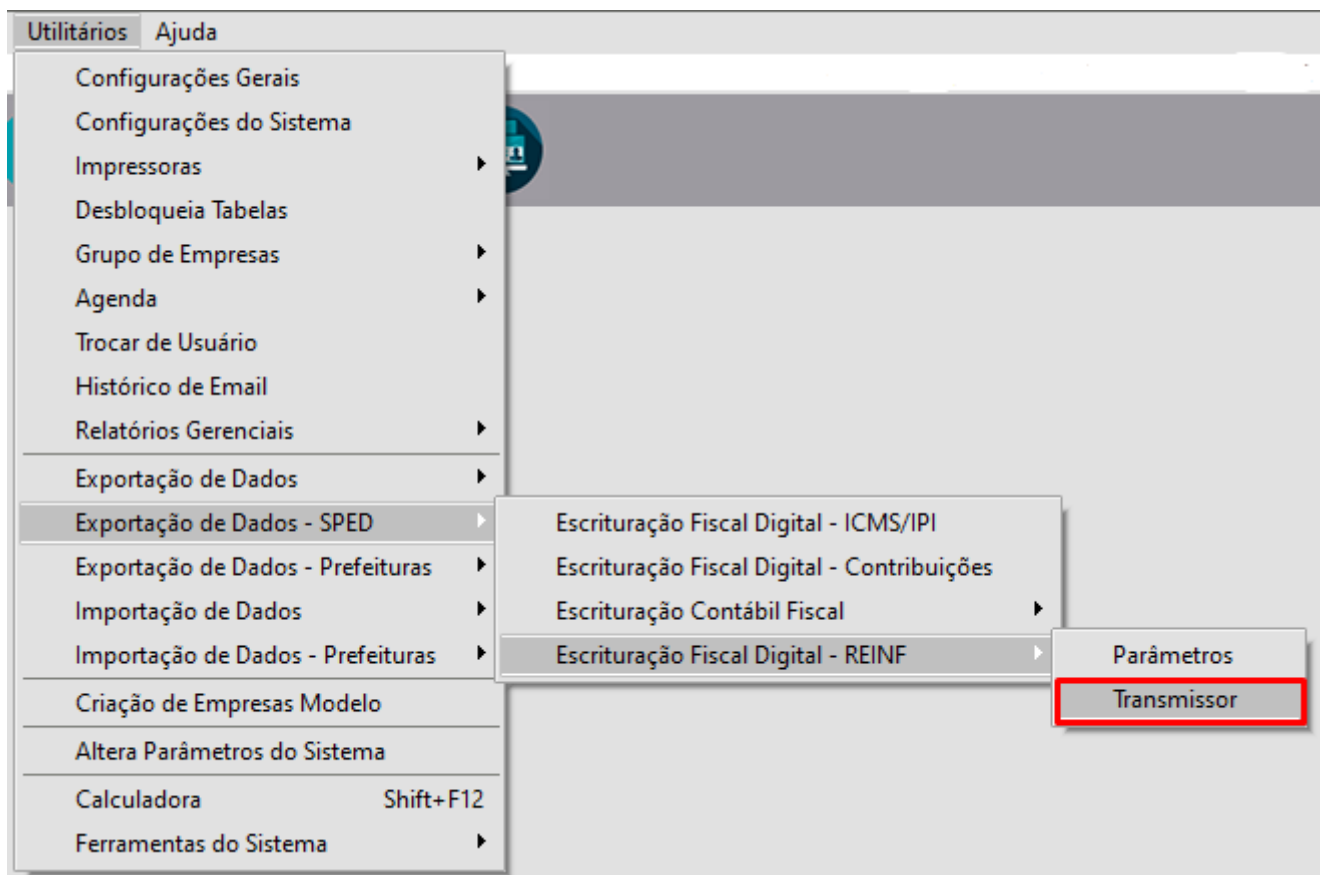 Utilitários Ajuda
Configurações Gerais
Configurações do Sistema
Impressoras
Desbloqueia Tabelas
Grupo de Empresas
Agenda
Trocar de Usuário
Histórico de Email
Relatórios Gerenciais
Exportação de Dados
Exportação de Dados - SPED
Exportação de Dados - Prefeituras
Importação de Dados
Importação de Dados - Prefeituras
Criação de Empresas Modelo
Altera Parâmetros do Sistema
Calculadora Shift+F12
Ferramentas do Sistema
Escrituração Fiscal Digital - ICMS/IPI
Escrituração Fiscal Digital - Contribuições
Escrituração Contábil Fiscal
Escrituração Fiscal Digital - REINF
Parâmetros
Transmissor